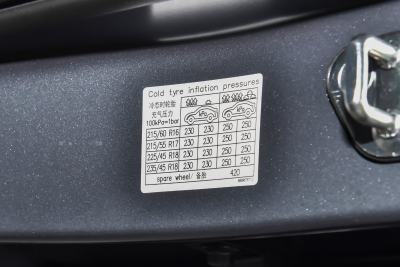 Cold tyre inflation pressures
冷态时轮胎
充气压力
100kPa=1bar
215/60 R16 230 230 250 250
215/55 R17 230 230 250 250
225/45 R18 230 230 250 250
235/45 R18 230 230 250 250
spare wheel/备胎 420